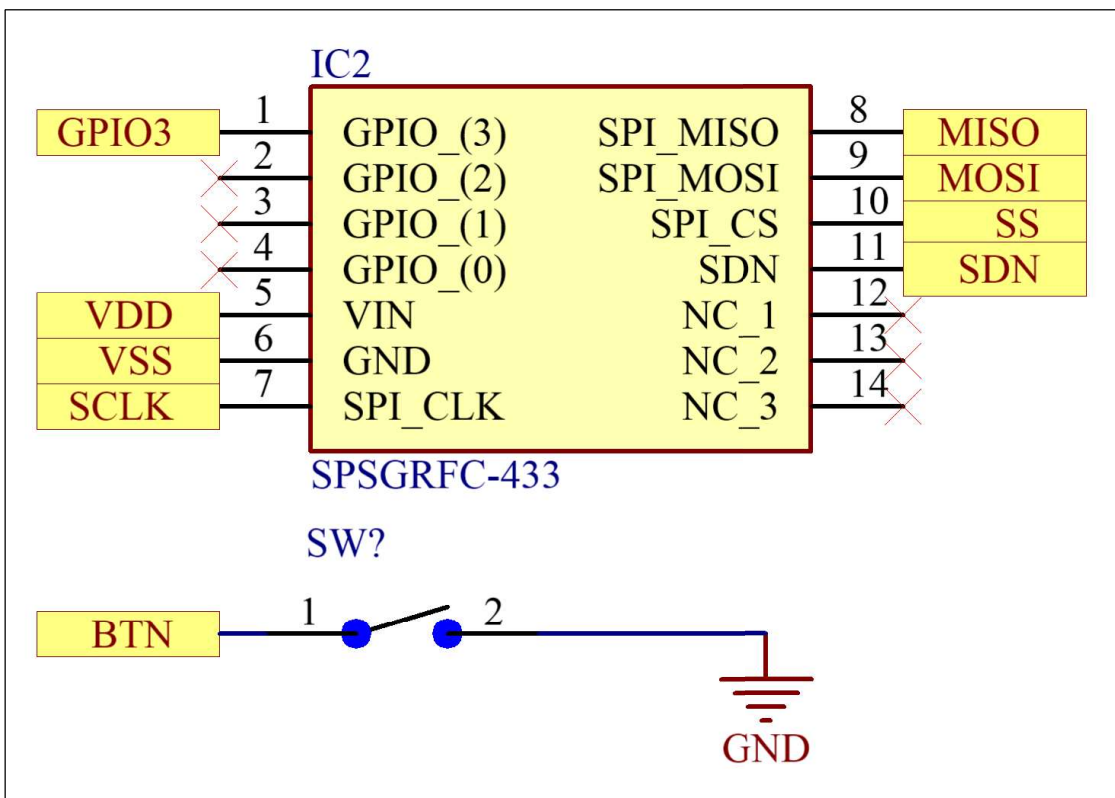 IC2
GPIO3 1 GPIO_(3) SPI_MISO 8 MISO
2 GPIO_(2) SPI_MOSI 9 MOSI
3 GPIO_(1) SPI_CS 10 SS
4 GPIO_(0) SDN 11 SDN
VDD 5 VIN NC_1 12
VSS 6 GND NC_2 13
SCLK 7 SPI_CLK NC_3 14
SPSGRFC-433
SW?
BTN 1 2
GND